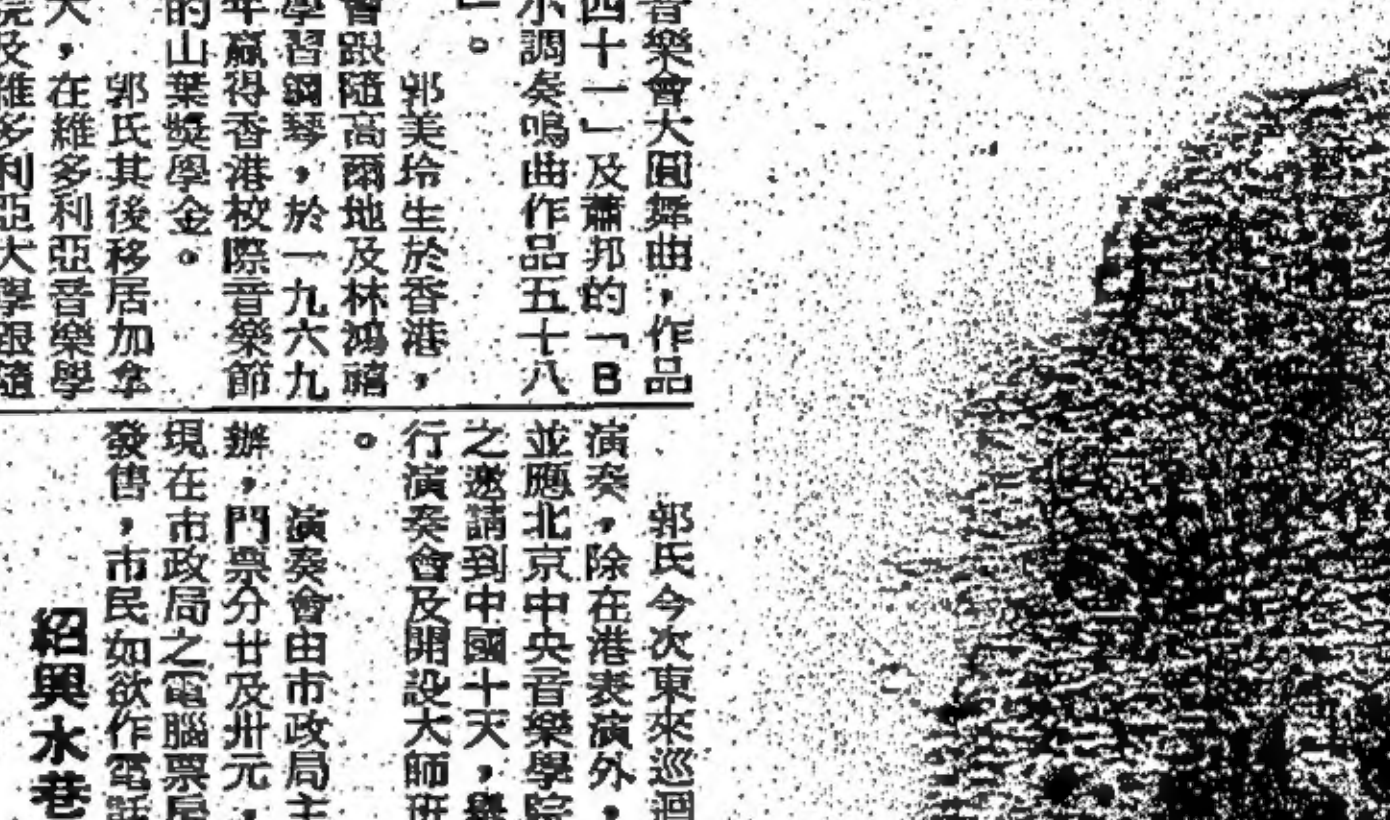 音樂會大圓舞曲，作品
四十一」及蕭邦的「B
小調奏鳴曲作品五十八
」。
郭美玲生於香港，
曾跟隨高爾地及林鴻禧
學習鋼琴，於一九六九
年贏得香港校際音樂節
的山葉獎學金。
郭氏其後移居加拿
大，在維多利亞音樂學
院及維多利亞大學跟隨
郭氏今次東來巡迴
演奏，除在港表演外，
並應北京中央音樂學院
之邀請到中國十天，舉
行演奏會及開設大師班
。
演奏會由市政局主
辦，門票分廿及卅元，
現在市政局之電腦票房
發售，市民如欲作電話
紹興水巷